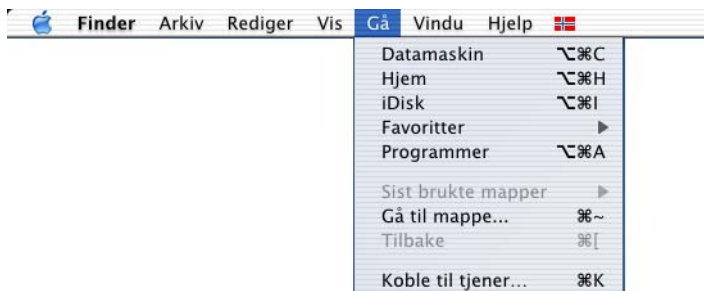 Finder Arkiv Rediger Vis Gå Vindu Hjelp
Datamaskin ⌥⌘C
Hjem ⌥⌘H
iDisk ⌥⌘I
Favoritter
Programmer ⌥⌘A
Sist brukte mapper
Gå til mappe... ⌘~
Tilbake ⌘[
Koble til tjener... ⌘K